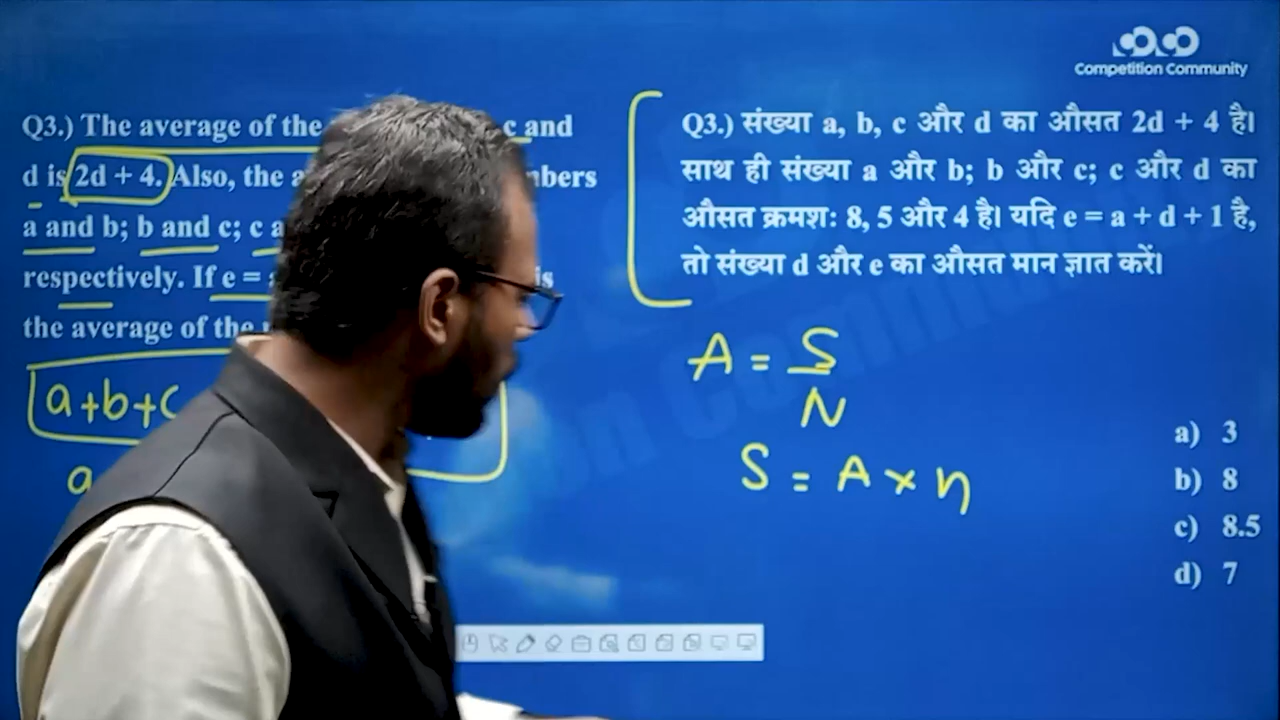 Competition Community
Q3.) The average of the c and
d is 2d + 4. Also, the
a and b; b and c; c
respectively. If e = is
the average of the
a+b+c
a
Q3.) संख्या a, b, c और d का औसत 2d + 4 है।
साथ ही संख्या a और b; b और c; c और d का
औसत क्रमश: 8, 5 और 4 है। यदि e = a + d + 1 है,
तो संख्या d और e का औसत मान ज्ञात करें।
A = S
N
S = A × n
a) 3
b) 8
c) 8.5
d) 7